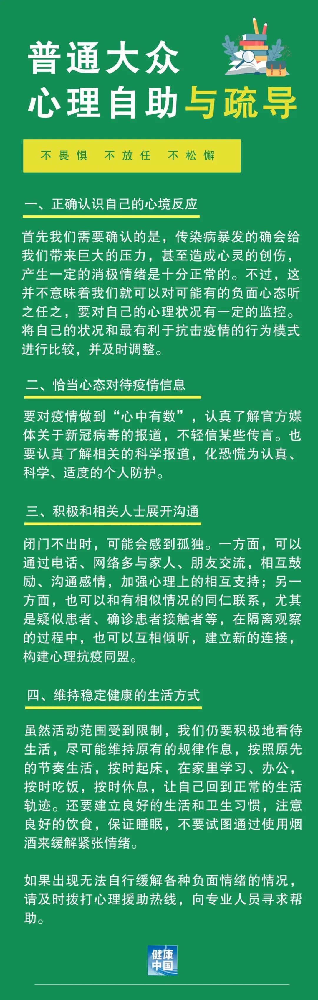 普通大众
心理自助与疏导
不畏惧 不放任 不松懈
一、正确认识自己的心境反应
首先我们需要确认的是，传染病暴发的确会给
我们带来巨大的压力，甚至造成心灵的创伤，
产生一定的消极情绪是十分正常的。不过，这
并不意味着我们就可以对可能有的负面心态听
之任之，要对自己的心理状况有一定的监控。
将自己的状况和最有利于抗击疫情的行为模式
进行比较，并及时调整。
二、恰当心态对待疫情信息
要对疫情做到“心中有数”，认真了解官方媒
体关于新冠病毒的报道，不轻信某些传言。也
要认真了解相关的科学报道，化恐慌为认真、
科学、适度的个人防护。
三、积极和相关人士展开沟通
闭门不出时，可能会感到孤独。一方面，可以
通过电话、网络多与家人、朋友交流，相互鼓
励、沟通感情，加强心理上的相互支持；另一
方面，也可以和有相似情况的同仁联系，尤其
是疑似患者、确诊患者接触者等，在隔离观察
的过程中，也可以互相倾听，建立新的连接，
构建心理抗疫同盟。
四、维持稳定健康的生活方式
虽然活动范围受到限制，我们仍要积极地看待
生活，尽可能维持原有的规律作息，按照原先
的节奏生活，按时起床，在家里学习、办公，
按时吃饭，按时休息，让自己回到正常的生活
轨迹。还要建立良好的生活和卫生习惯，注意
良好的饮食，保证睡眠，不要试图通过使用烟
酒来缓解紧张情绪。
如果出现无法自行缓解各种负面情绪的情况，
请及时拨打心理援助热线，向专业人员寻求帮
助。
健康
中国